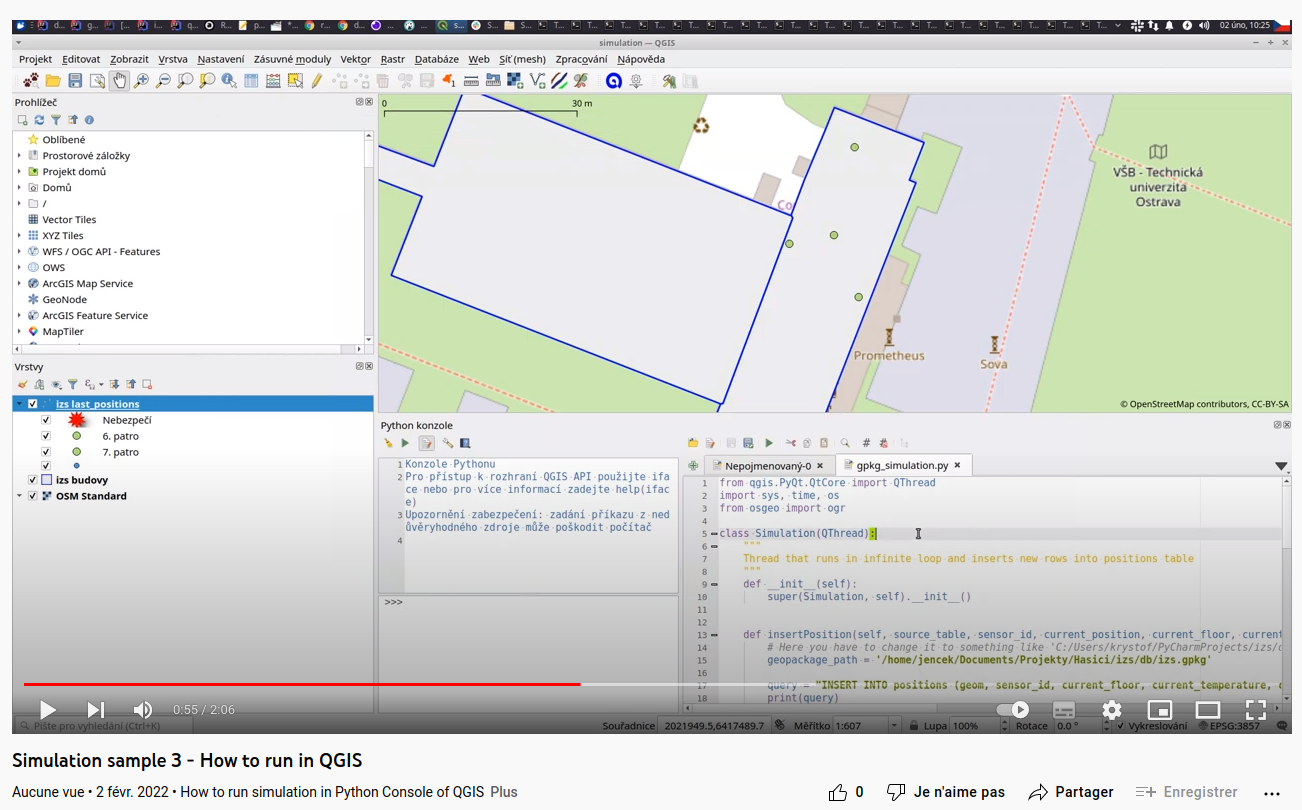 02 úno, 10:25
simulation — QGIS
Projekt Editovat Zobrazit Vrstva Nastavení Zásuvné moduly Vektor Rastr Databáze Web Síť (mesh) Zpracování Nápověda
Prohlížeč
Oblíbené
Prostorové záložky
Projekt domů
Domů
/
Vector Tiles
XYZ Tiles
WFS / OGC API - Features
OWS
ArcGIS Map Service
GeoNode
ArcGIS Feature Service
MapTiler
Vrstvy
izs last_positions
Nebezpečí
6. patro
7. patro
izs budovy
OSM Standard
0 30 m
Co
VŠB - Technická
univerzita
Ostrava
Prometheus
Sova
© OpenStreetMap contributors, CC-BY-SA
Python konzole
1 Konzole Pythonu
2 Pro přístup k rozhraní QGIS API použijte ifa
ce nebo pro více informací zadejte help(ifac
e)
3 Upozornění zabezpečení: zadání příkazu z ned
ůvěryhodného zdroje může poškodit počítač
4
>>>
Nepojmenovaný-0 gpkg_simulation.py
1 from qgis.PyQt.QtCore import QThread
2 import sys, time, os
3 from osgeo import ogr
4
5 class Simulation(QThread):
6 """
7 Thread that runs in infinite loop and inserts new rows into positions table
8 """
9 def __init__(self):
10 super(Simulation, self).__init__()
11
12
13 def insertPosition(self, source_table, sensor_id, current_position, current_floor, current
14 # Here you have to change it to something like 'C:/Users/krystof/PyCharmProjects/izs/
15 geopackage_path = '/home/jencek/Documents/Projekty/Hasici/izs/db/izs.gpkg'
16
17 query = "INSERT INTO positions (geom, sensor_id, current_floor, current_temperature,
18 print(query)
0:55 / 2:06
Pište pro vyhledání (Ctrl+K)
Souřadnice 2021949.5,6417489.7 Měřítko 1:607 Lupa 100% Rotace 0.0 ° Vykreslování EPSG:3857
Simulation sample 3 - How to run in QGIS
Aucune vue • 2 févr. 2022 • How to run simulation in Python Console of QGIS Plus
0 Je n'aime pas Partager Enregistrer